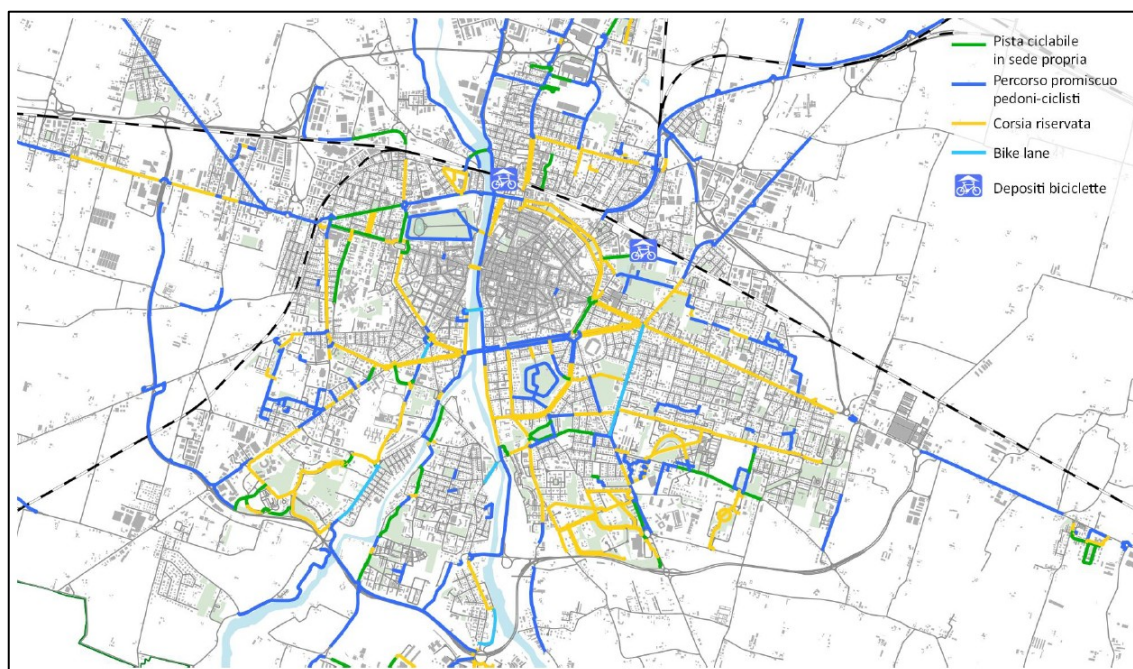 Pista ciclabile
in sede propria
Percorso promiscuo
pedoni-ciclisti
Corsia riservata
Bike lane
Depositi biciclette